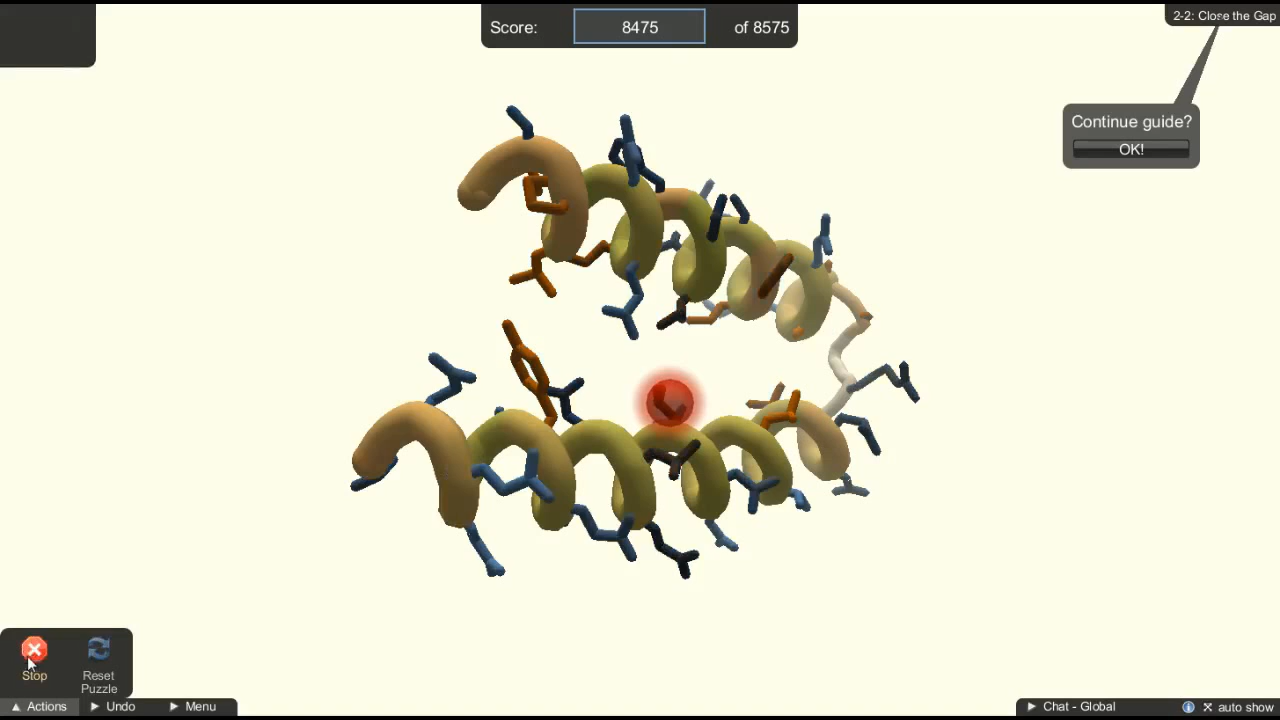 Score: 8475 of 8575
2-2: Close the Gap
Continue guide?
OK!
Stop
Reset
Puzzle
▲ Actions ▶ Undo ▶ Menu
▶ Chat - Global auto show